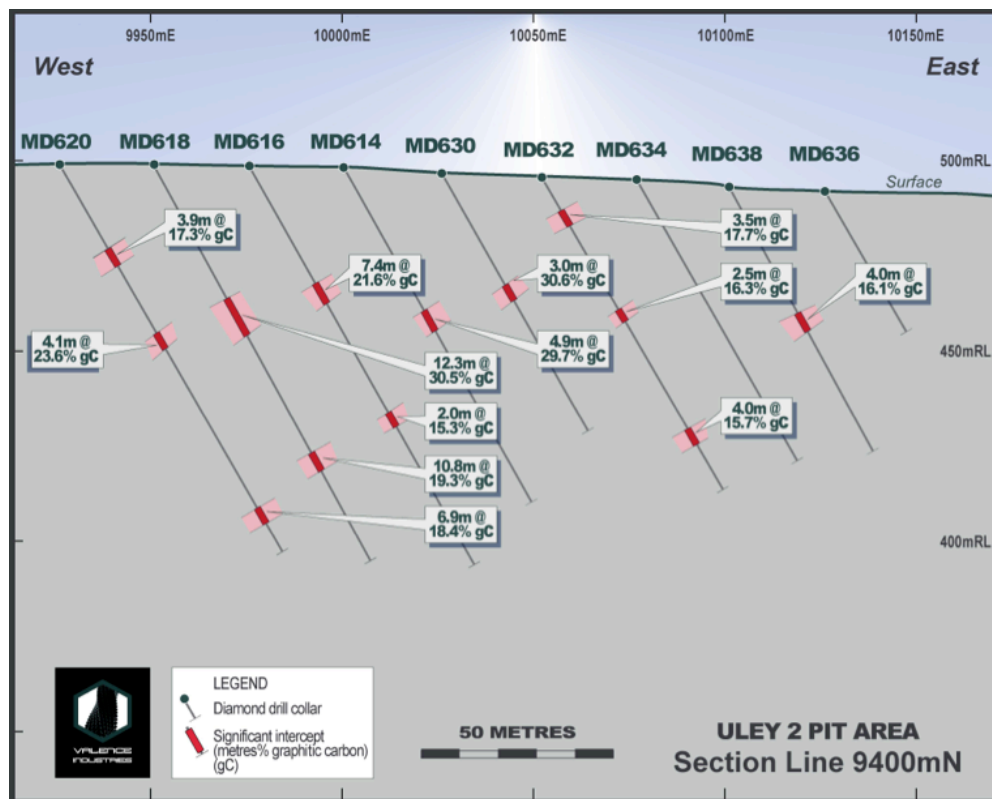 9950mE 10000mE 10050mE 10100mE 10150mE
West East
MD620 MD618 MD616 MD614 MD630 MD632 MD634 MD638 MD636
500mRL
Surface
3.9m @
17.3% gC
3.5m @
17.7% gC
7.4m @
21.6% gC
3.0m @
30.6% gC
2.5m @
16.3% gC
4.0m @
16.1% gC
4.1m @
23.6% gC
4.9m @
29.7% gC
450mRL
12.3m @
30.5% gC
2.0m @
15.3% gC
4.0m @
15.7% gC
10.8m @
19.3% gC
6.9m @
18.4% gC
400mRL
VALENCE
INDUSTRIES
LEGEND
Diamond drill collar
Significant intercept
(metres% graphitic carbon)
(gC)
50 METRES
ULEY 2 PIT AREA
Section Line 9400mN